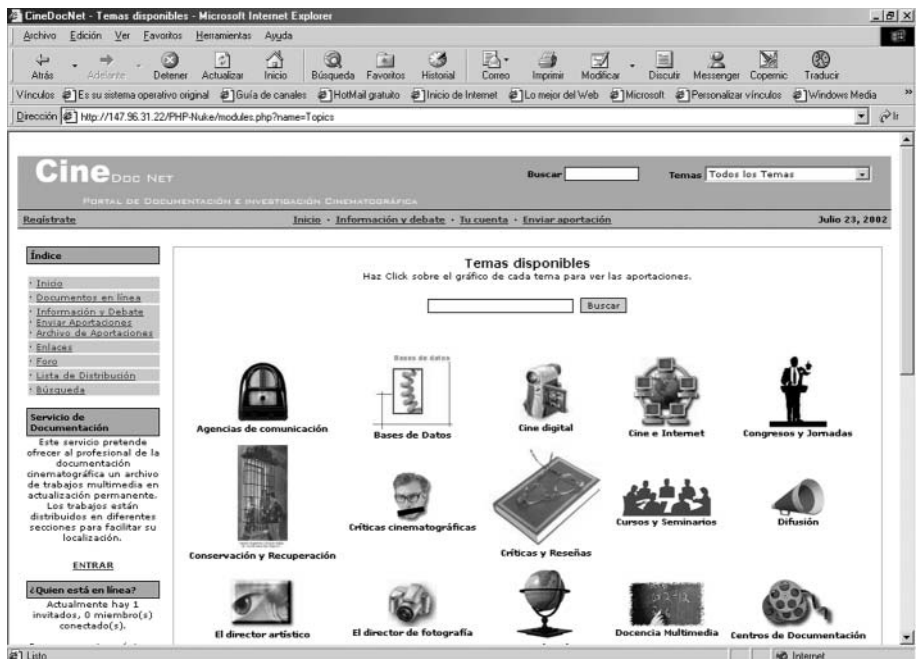 CineDocNet - Temas disponibles - Microsoft Internet Explorer
Archivo Edición Ver Favoritos Herramientas Ayuda
Atrás Adelante Detener Actualizar Inicio Búsqueda Favoritos Historial Correo Imprimir Modificar Discutir Messenger Copernic Traducir
Vínculos Es su sistema operativo original Guía de canales HotMail gratuito Inicio de Internet Lo mejor del Web Microsoft Personalizar vínculos Windows Media »
Dirección http://147.96.31.22/PHP-Nuke/modules.php?name=Topics Ir
Cine Doc Net
Portal de Documentación e Investigación Cinematográfica
Buscar Temas Todos los Temas
Regístrate Inicio · Información y debate · Tu cuenta · Enviar aportación Julio 23, 2002
Índice
· Inicio
· Documentos en línea
· Información y Debate
· Enviar Aportaciones
· Archivo de Aportaciones
· Enlaces
· Foro
· Lista de Distribución
· Búsqueda
Servicio de
Documentación
Este servicio pretende
ofrecer al profesional de la
documentación
cinematográfica un archivo
de trabajos multimedia en
actualización permanente.
Los trabajos están
distribuidos en diferentes
secciones para facilitar su
localización.
ENTRAR
¿Quien está en línea?
Actualmente hay 1
invitados, 0 miembro(s)
conectado(s).
Temas disponibles
Haz Click sobre el gráfico de cada tema para ver las aportaciones.
Buscar
Bases de datos
Agencias de comunicación
Bases de Datos
Cine digital
Cine e Internet
Congresos y Jornadas
Conservación y Recuperación
Críticas cinematográficas
Críticas y Reseñas
Cursos y Seminarios
Difusión
El director artístico
El director de fotografía
Docencia Multimedia
Centros de Documentación
Listo Internet